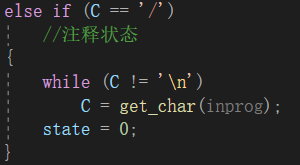 else if (C == '/')
//注释状态
{
while (C != '\n')
C = get_char(inprog);
state = 0;
}